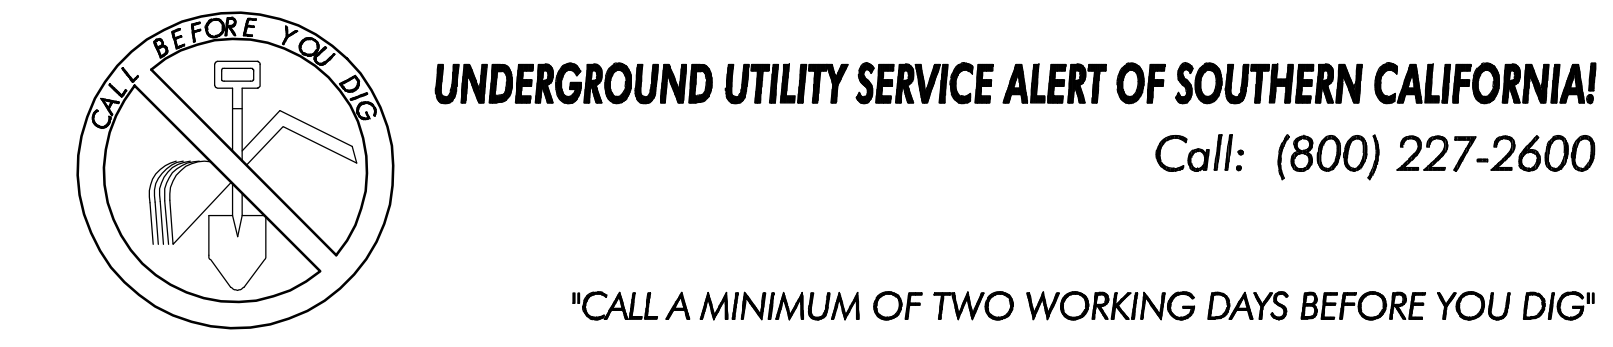 CALL BEFORE YOU DIG
UNDERGROUND UTILITY SERVICE ALERT OF SOUTHERN CALIFORNIA!
Call: (800) 227-2600
"CALL A MINIMUM OF TWO WORKING DAYS BEFORE YOU DIG"